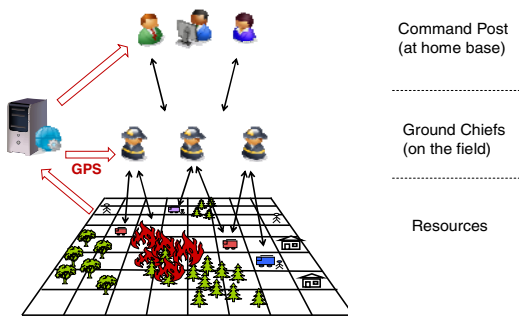 Command Post
(at home base)
Ground Chiefs
(on the field)
GPS
Resources